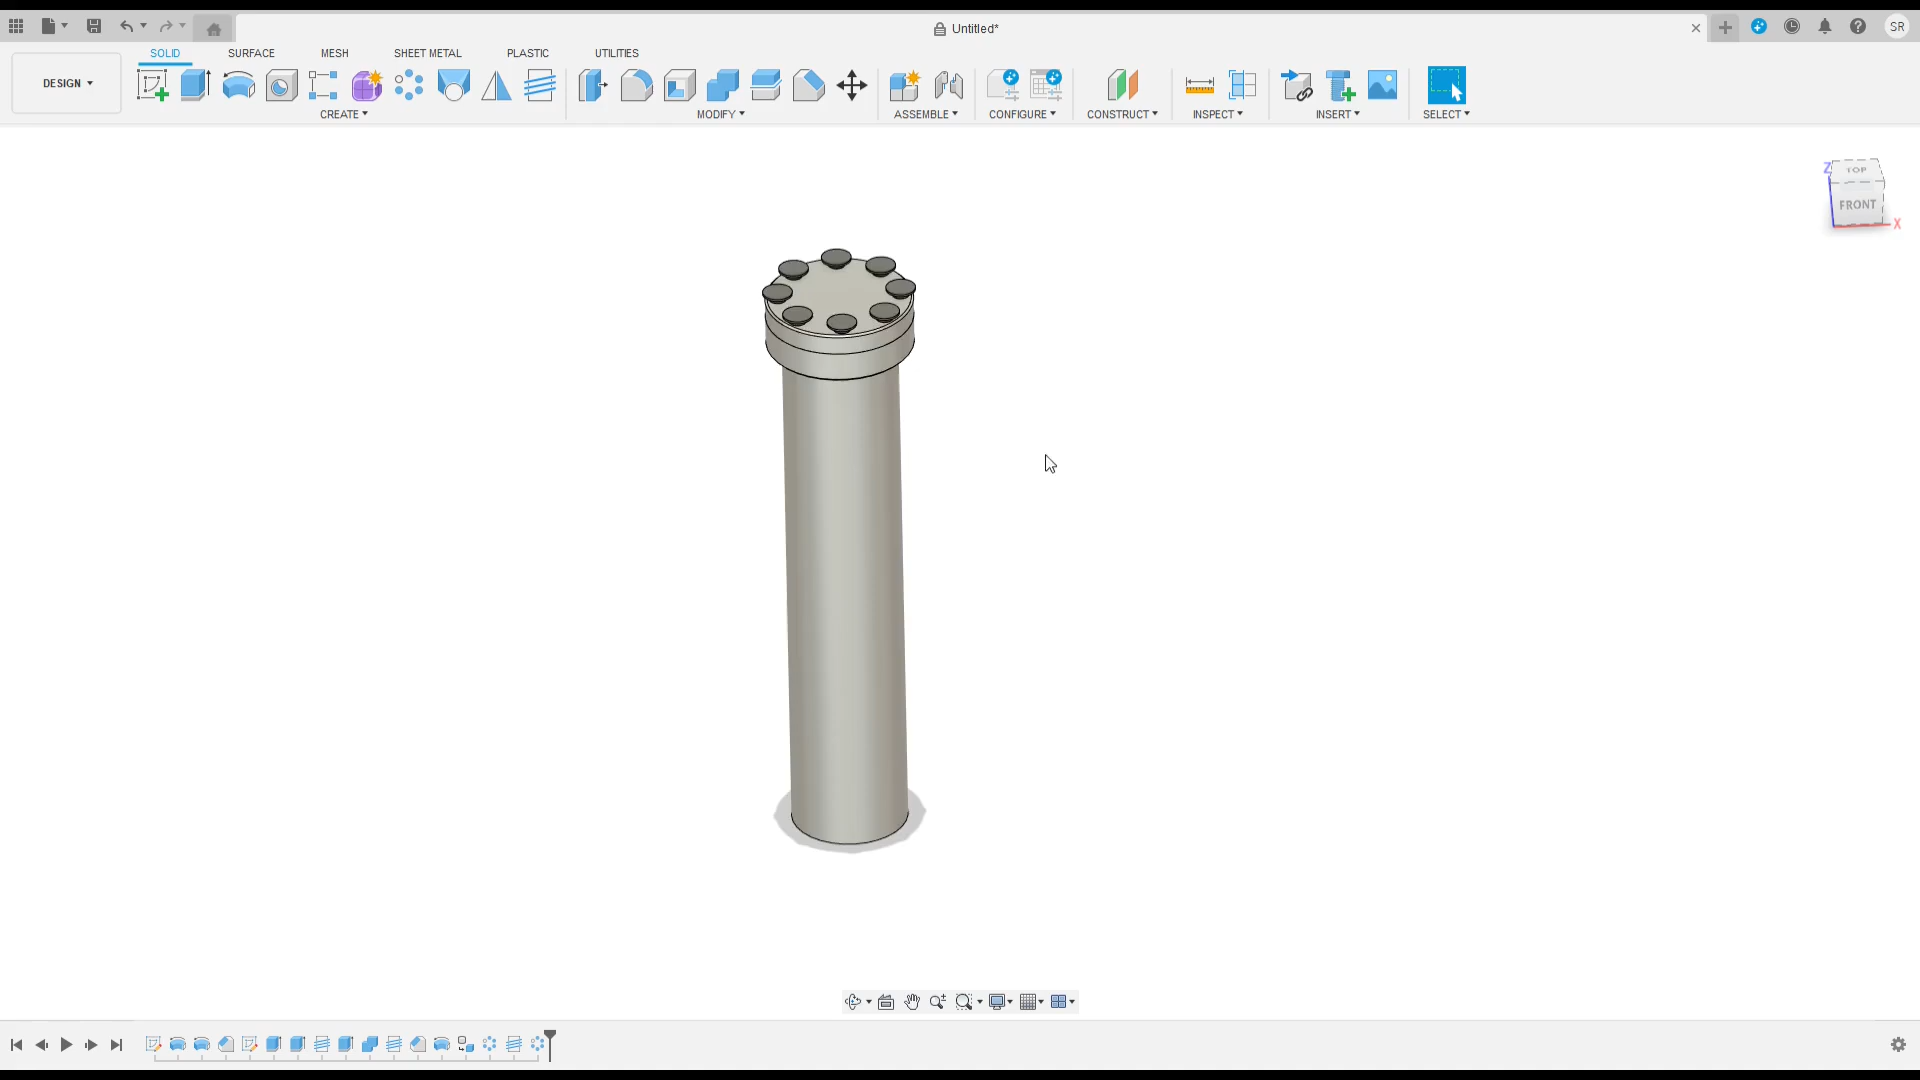 Untitled*
SR
SOLID
SURFACE
MESH
SHEET METAL
PLASTIC
UTILITIES
DESIGN
CREATE
MODIFY
ASSEMBLE
CONFIGURE
CONSTRUCT
INSPECT
INSERT
SELECT
Z
TOP
FRONT
X